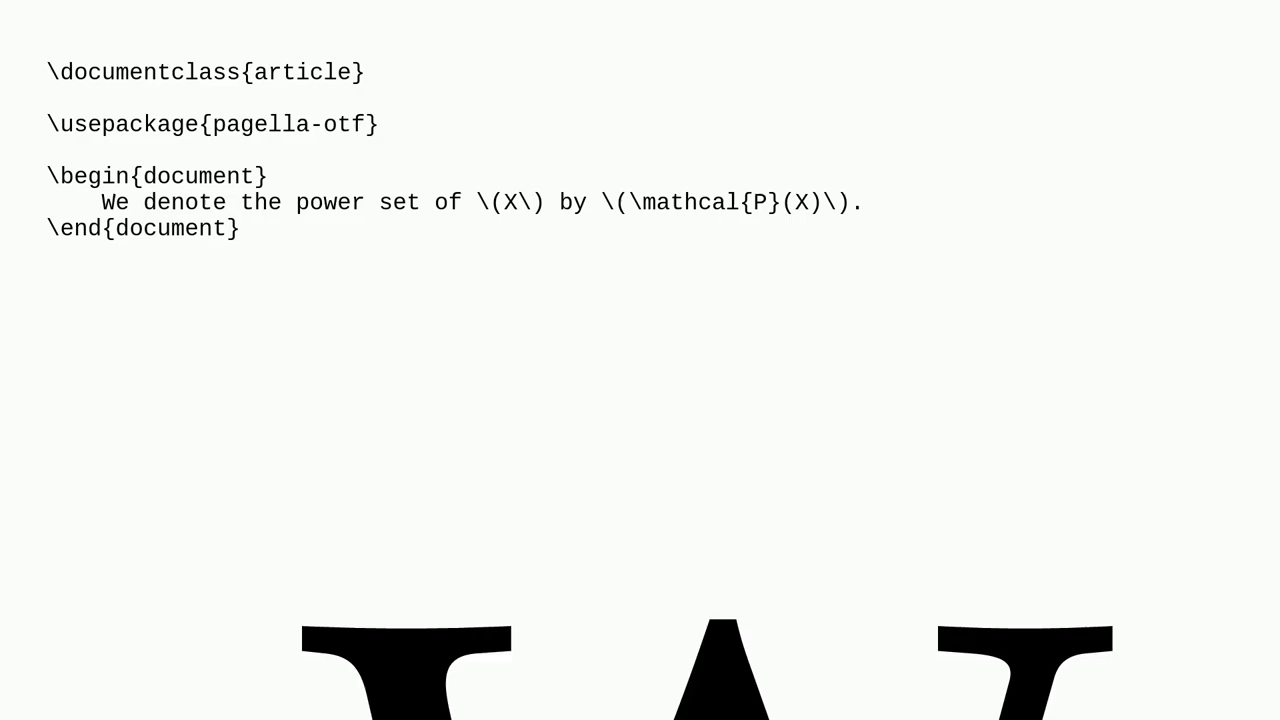 \documentclass{article}
\usepackage{pagella-otf}
\begin{document}
    We denote the power set of \(X\) by \(\mathcal{P}(X)\).
\end{document}
W